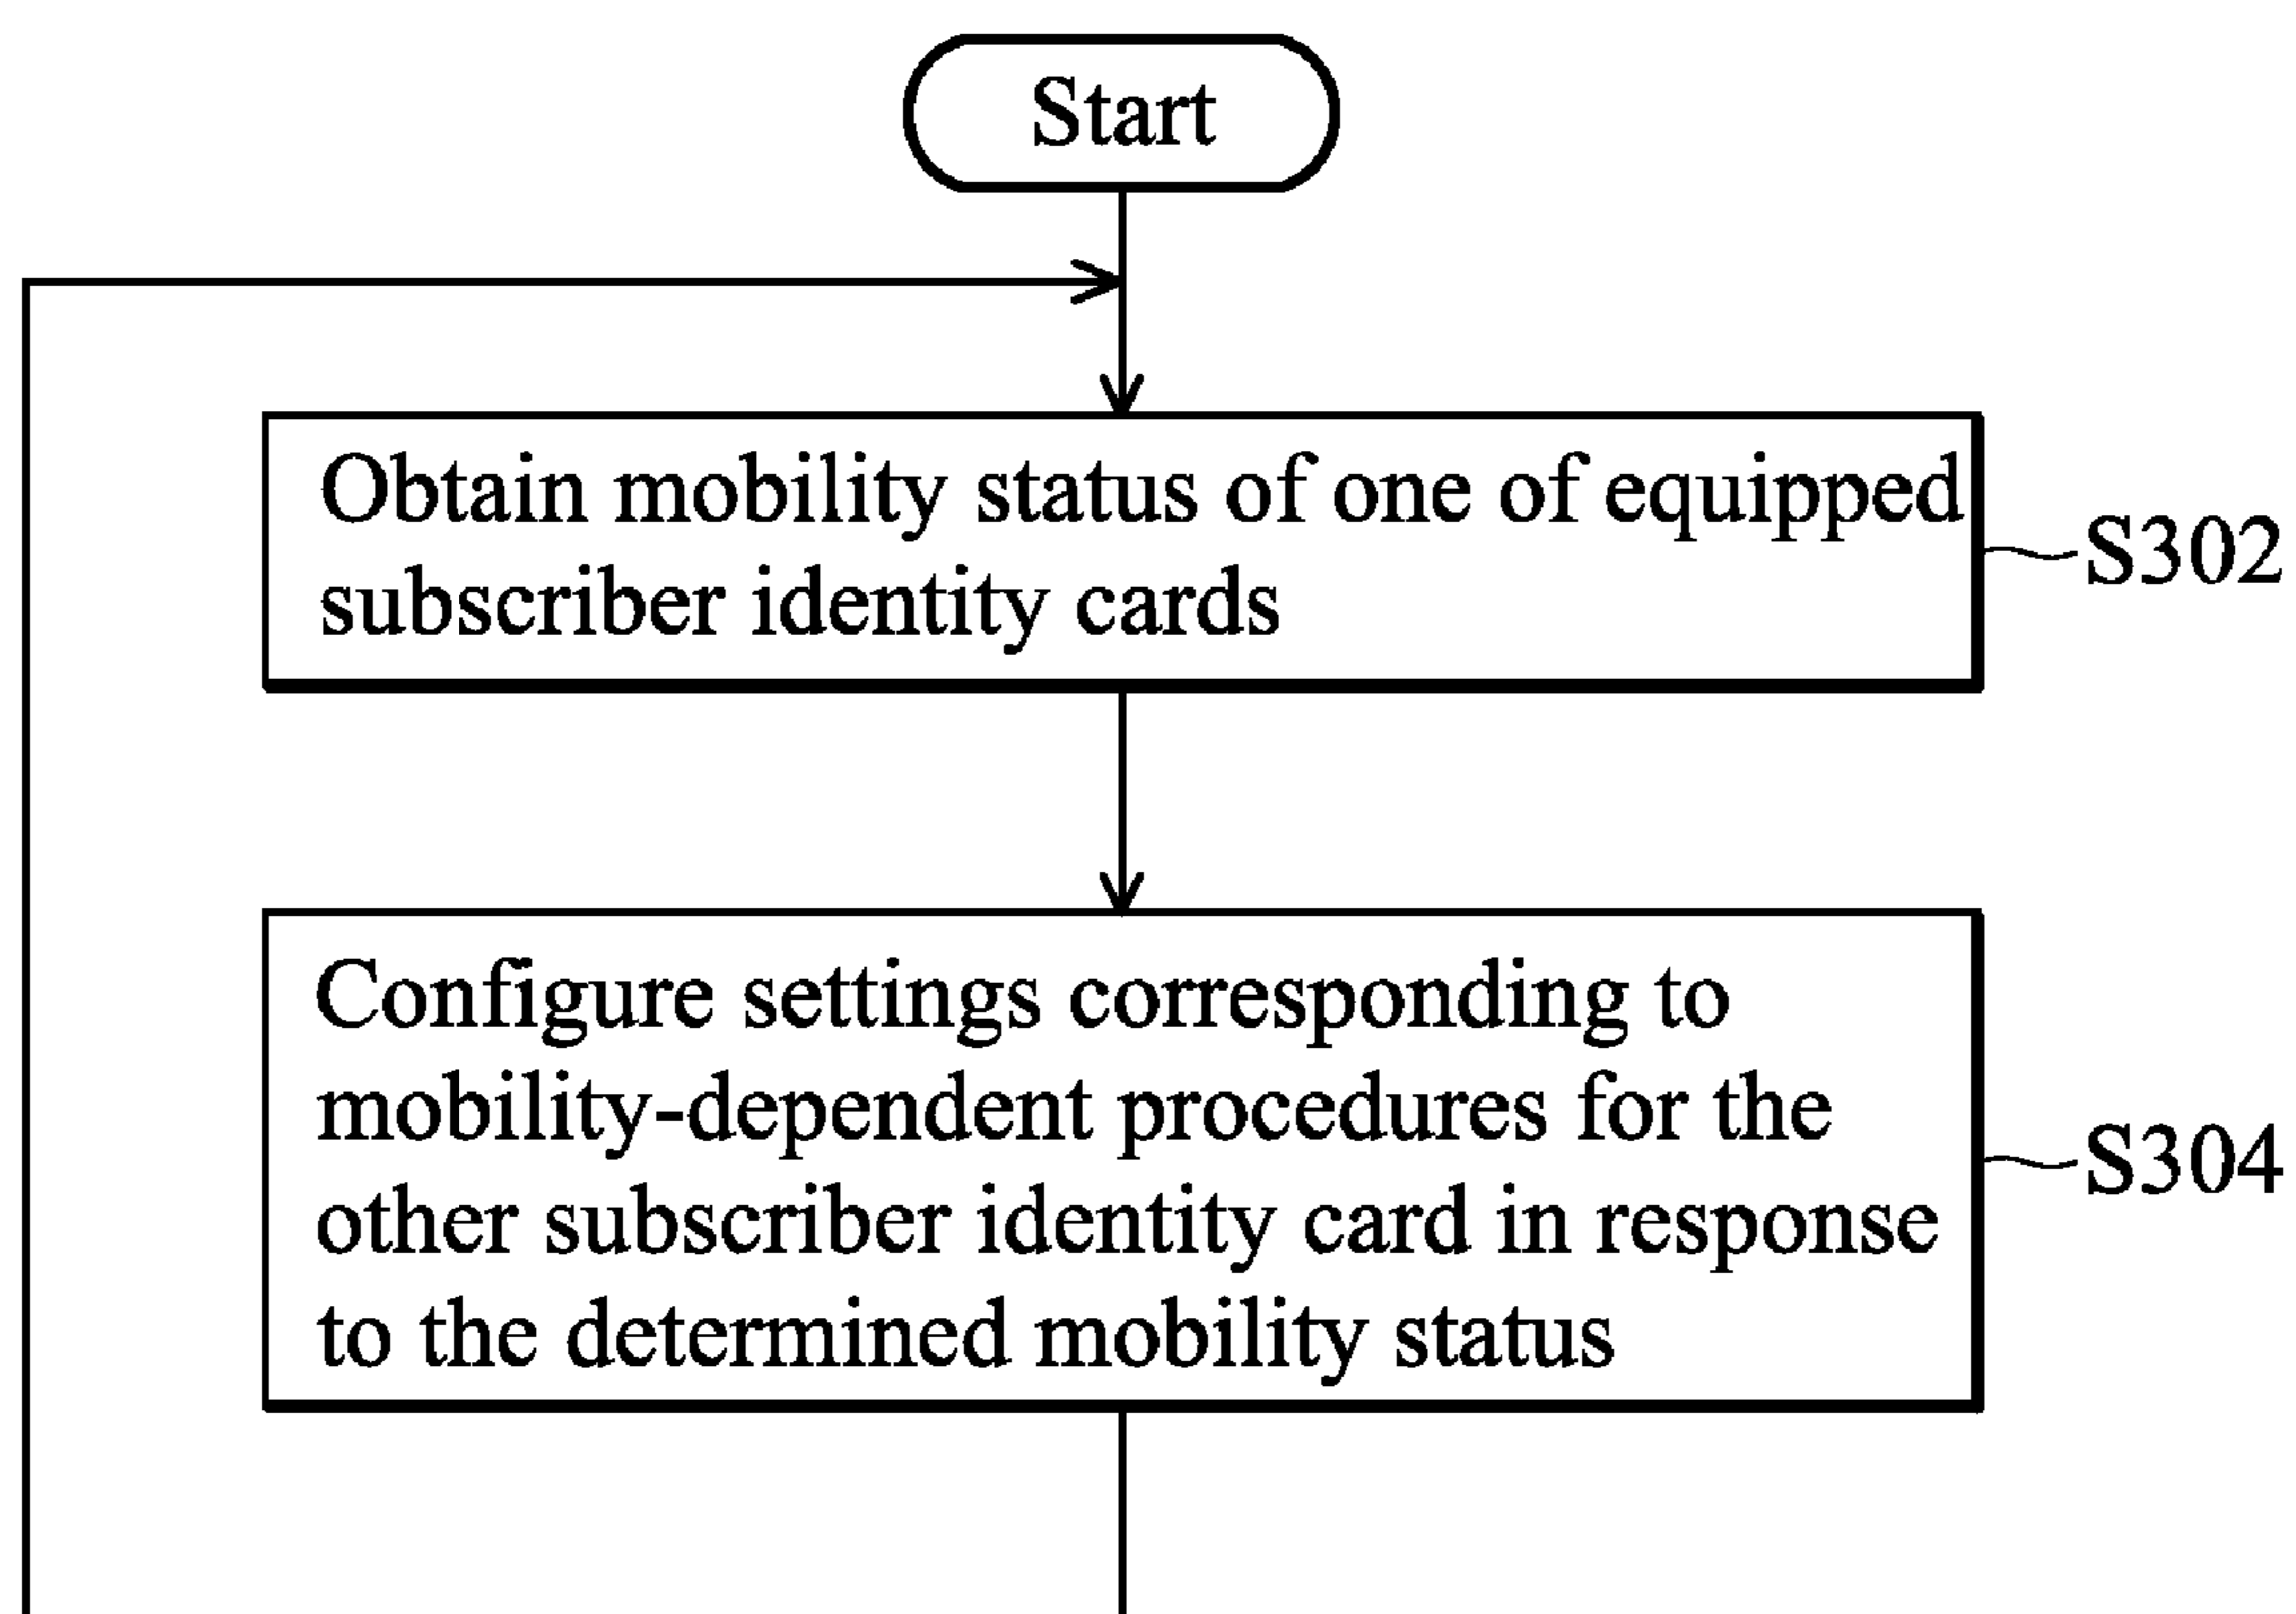 Start
Obtain mobility status of one of equipped
subscriber identity cards
S302
Configure settings corresponding to
mobility-dependent procedures for the
other subscriber identity card in response
to the determined mobility status
S304